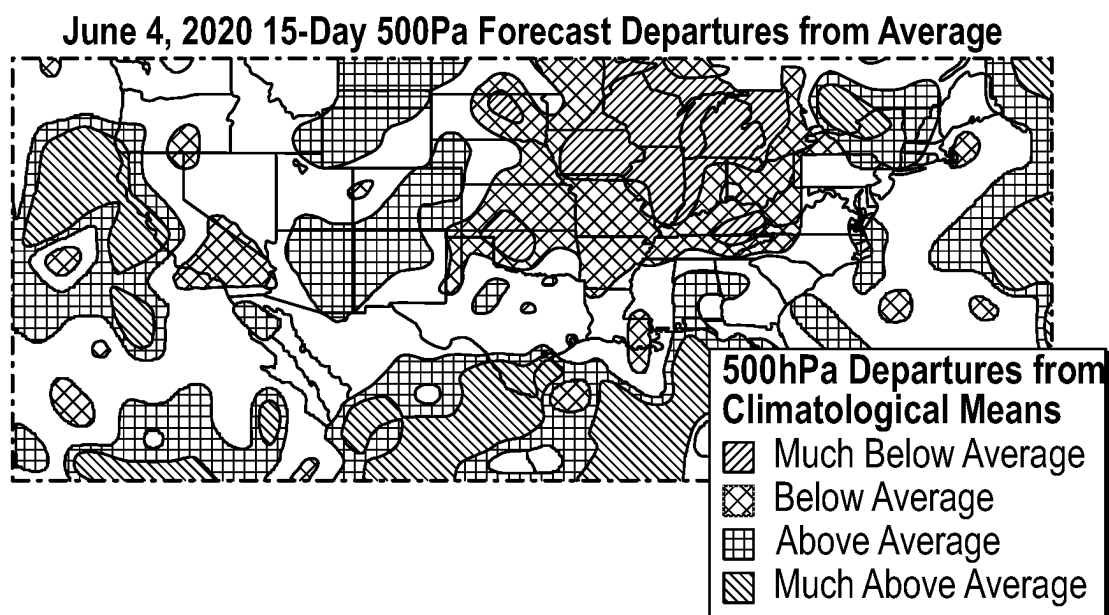 June 4, 2020 15-Day 500Pa Forecast Departures from Average
500hPa Departures from
Climatological Means
Much Below Average
Below Average
Above Average
Much Above Average